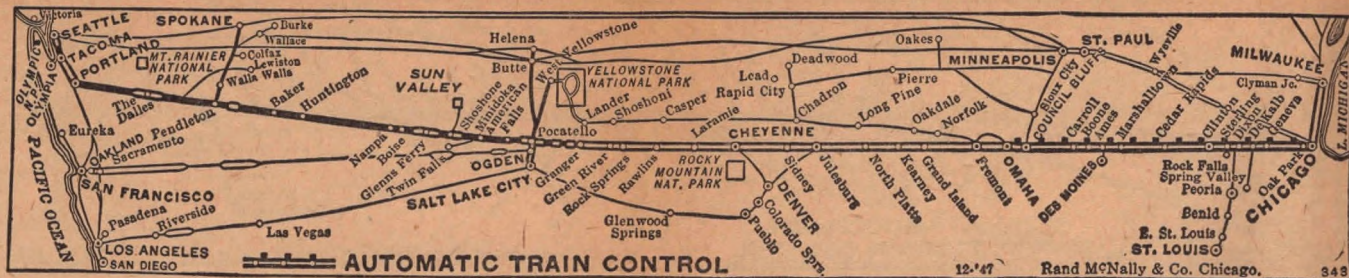 Victoria
SEATTLE
TACOMA
PORTLAND
OLYMPIA
SPOKANE
Burke
Wallace
Colfax
Lewiston
Walla Walla
MT. RAINIER
NATIONAL
PARK
The
Dalles
Pendleton
Baker
Huntington
Nampa
Boise
Glenns Ferry
Twin Falls
SUN
VALLEY
Shoshone
Minidoka
American
Falls
Pocatello
Helena
Butte
West Yellowstone
YELLOWSTONE
NATIONAL PARK
Lander
Shoshoni
Casper
Lead
Rapid City
Deadwood
Chadron
Pierre
Oakes
Long Pine
Oakdale
Norfolk
MINNEAPOLIS
ST. PAUL
Wyeville
MILWAUKEE
Clyman Jc.
L. MICHIGAN
Eureka
OAKLAND
Sacramento
SAN FRANCISCO
PACIFIC OCEAN
Pasadena
Riverside
LOS ANGELES
SAN DIEGO
Las Vegas
OGDEN
SALT LAKE CITY
Granger
Green River
Rock Springs
Rawlins
Laramie
CHEYENNE
ROCKY
MOUNTAIN
NAT. PARK
Glenwood
Springs
DENVER
Colorado Sprs.
Pueblo
Sidney
Julesburg
North Platte
Kearney
Grand Island
Fremont
OMAHA
COUNCIL BLUFFS
Sioux City
Carroll
Boone
Ames
DES MOINES
Marshalltown
Cedar Rapids
Clinton
Sterling
Dixon
DeKalb
Geneva
Oak Park
CHICAGO
Rock Falls
Spring Valley
Peoria
Benld
E. St. Louis
ST. LOUIS
AUTOMATIC TRAIN CONTROL
12-'47
Rand McNally & Co. Chicago.
343